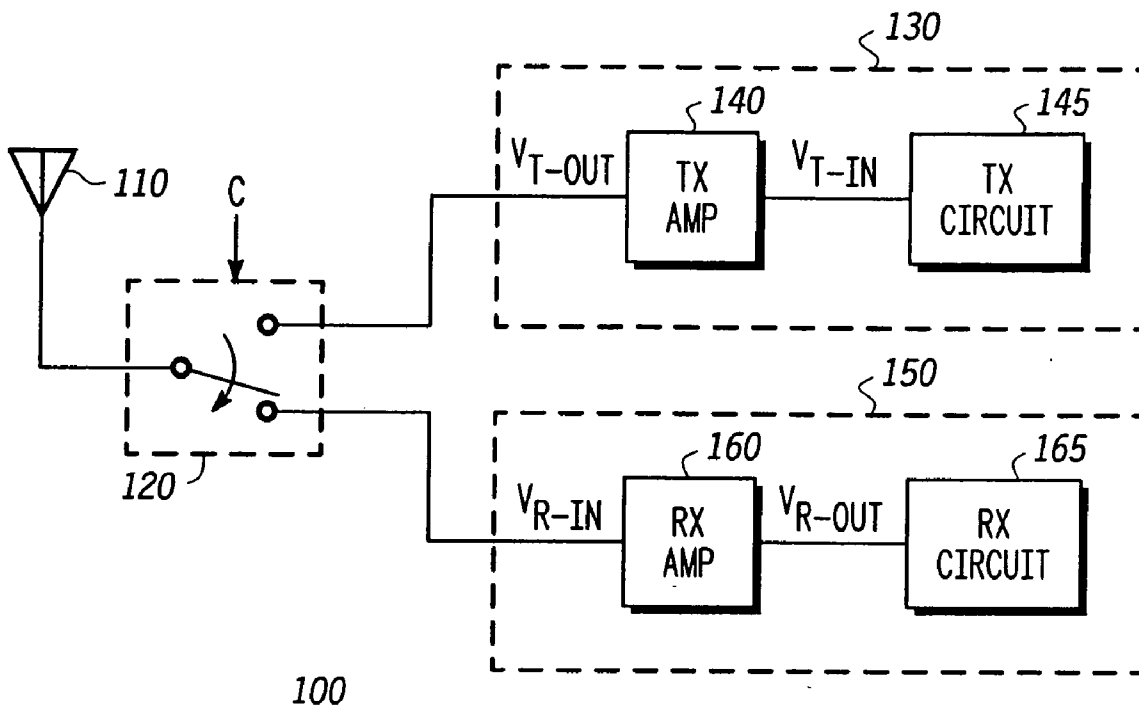 130
140
145
110
C
V_T-OUT
TX
AMP
V_T-IN
TX
CIRCUIT
120
150
160
165
V_R-IN
RX
AMP
V_R-OUT
RX
CIRCUIT
100